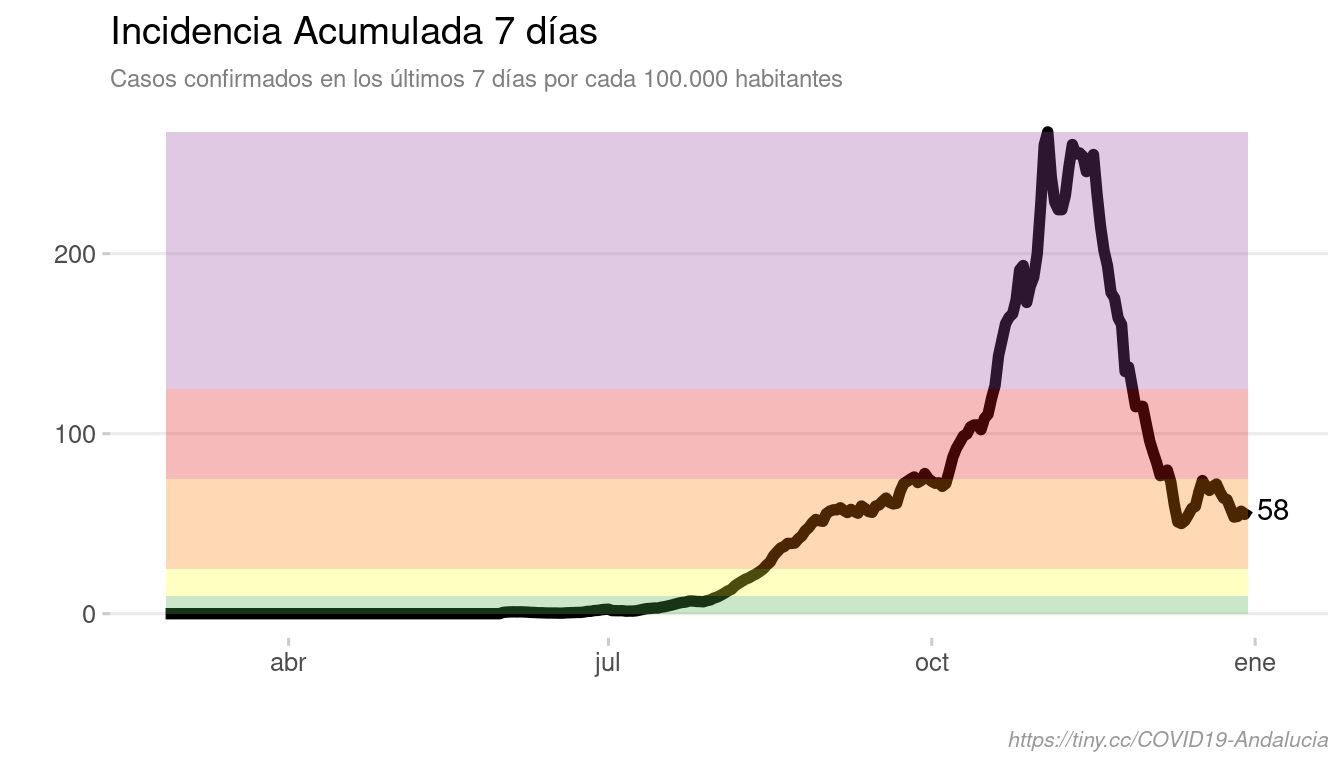 Incidencia Acumulada 7 días
Casos confirmados en los últimos 7 días por cada 100.000 habitantes
200
100
58
0
abr jul oct ene
https://tiny.cc/COVID19-Andalucia